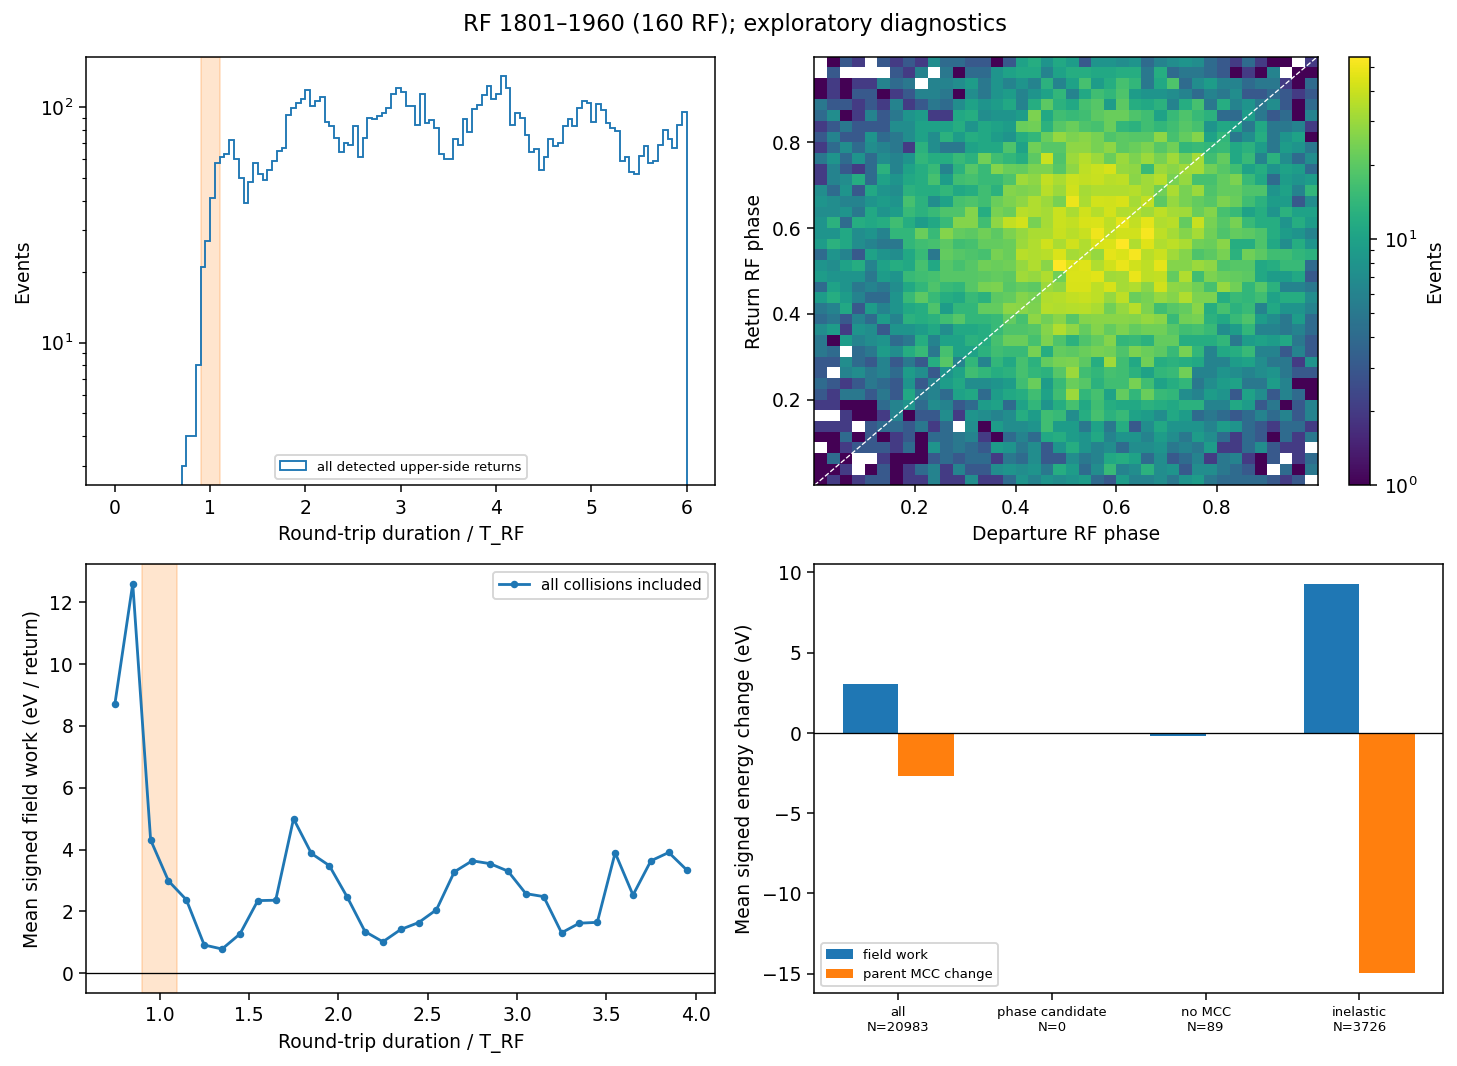 RF 1801–1960 (160 RF); exploratory diagnostics
Events
10²
10¹
all detected upper-side returns
0 1 2 3 4 5 6
Round-trip duration / T_RF
Return RF phase
0.8
0.6
0.4
0.2
0.2 0.4 0.6 0.8
Departure RF phase
10¹
10⁰
Events
Mean signed field work (eV / return)
12
10
8
6
4
2
0
all collisions included
1.0 1.5 2.0 2.5 3.0 3.5 4.0
Round-trip duration / T_RF
Mean signed energy change (eV)
10
5
0
−5
−10
−15
field work
parent MCC change
all
N=20983
phase candidate
N=0
no MCC
N=89
inelastic
N=3726